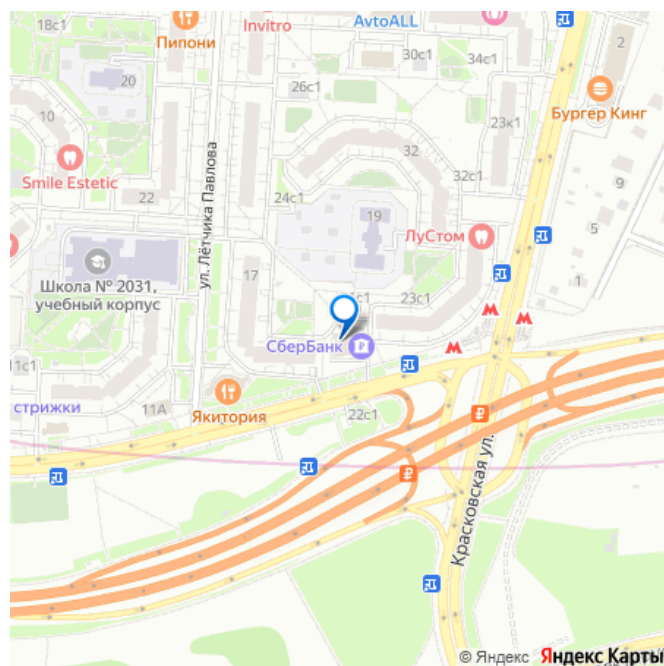 18с1
Пипони
Invitro
AvtoALL
2
30с1
34с1
20
26с1
Бургер Кинг
10
23к1
ул. Лётчика Павлова
32
Smile Estetic
22
24с1
32с1
9
19
ЛуСтом
5
Школа № 2031,
учебный корпус
17
23с1
1
СберБанк
11с1
стрижки
11А
Якитория
22с1
Красковская ул.
© Яндекс Яндекс Карты